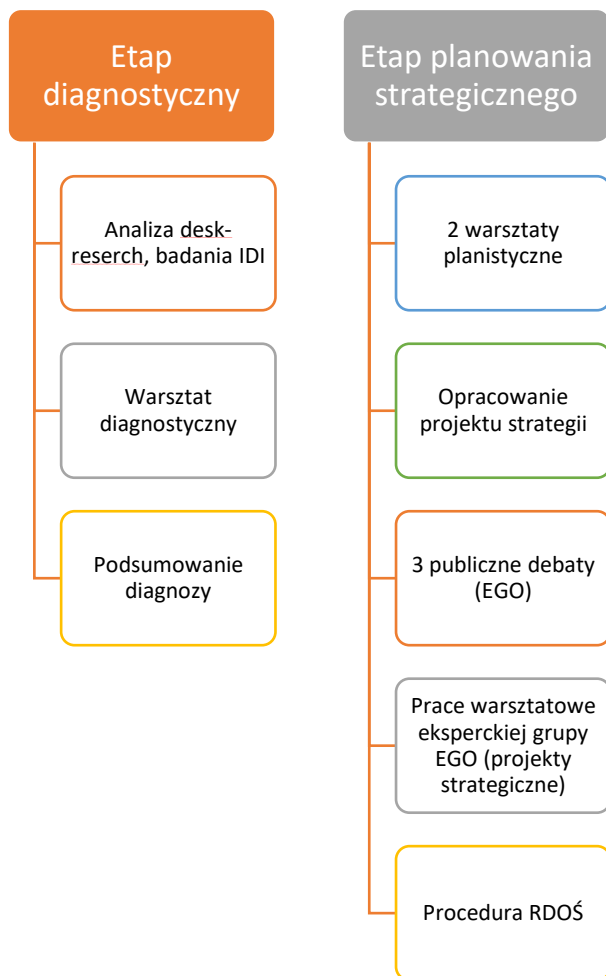 Etap
diagnostyczny
Analiza desk-
reserch, badania IDI
Warsztat
diagnostyczny
Podsumowanie
diagnozy
Etap planowania
strategicznego
2 warsztaty
planistyczne
Opracowanie
projektu strategii
3 publiczne debaty
(EGO)
Prace warsztatowe
eksperckiej grupy
EGO (projekty
strategiczne)
Procedura RDOŚ